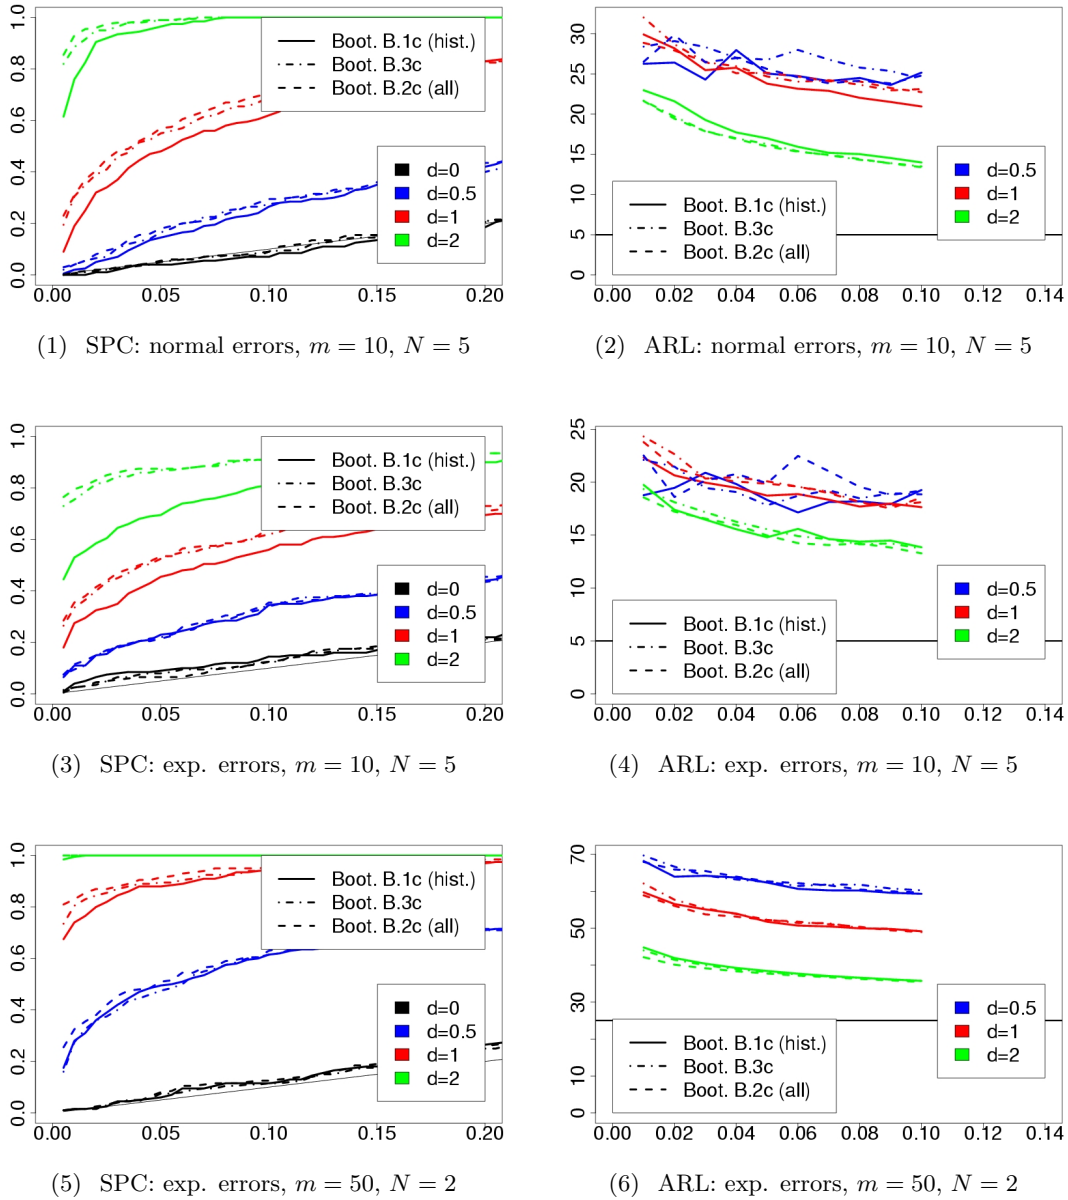 0.0 0.2 0.4 0.6 0.8 1.0
Boot. B.1c (hist.)
Boot. B.3c
Boot. B.2c (all)
d=0
d=0.5
d=1
d=2
0.00 0.05 0.10 0.15 0.20
(1) SPC: normal errors, m = 10, N = 5
0 5 10 15 20 25 30
d=0.5
d=1
d=2
Boot. B.1c (hist.)
Boot. B.3c
Boot. B.2c (all)
0.00 0.02 0.04 0.06 0.08 0.10 0.12 0.14
(2) ARL: normal errors, m = 10, N = 5
0.0 0.2 0.4 0.6 0.8 1.0
Boot. B.1c (hist.)
Boot. B.3c
Boot. B.2c (all)
d=0
d=0.5
d=1
d=2
0.00 0.05 0.10 0.15 0.20
(3) SPC: exp. errors, m = 10, N = 5
0 5 10 15 20 25
d=0.5
d=1
d=2
Boot. B.1c (hist.)
Boot. B.3c
Boot. B.2c (all)
0.00 0.02 0.04 0.06 0.08 0.10 0.12 0.14
(4) ARL: exp. errors, m = 10, N = 5
0.0 0.2 0.4 0.6 0.8 1.0
Boot. B.1c (hist.)
Boot. B.3c
Boot. B.2c (all)
d=0
d=0.5
d=1
d=2
0.00 0.05 0.10 0.15 0.20
(5) SPC: exp. errors, m = 50, N = 2
0 10 30 50 70
d=0.5
d=1
d=2
Boot. B.1c (hist.)
Boot. B.3c
Boot. B.2c (all)
0.00 0.02 0.04 0.06 0.08 0.10 0.12 0.14
(6) ARL: exp. errors, m = 50, N = 2